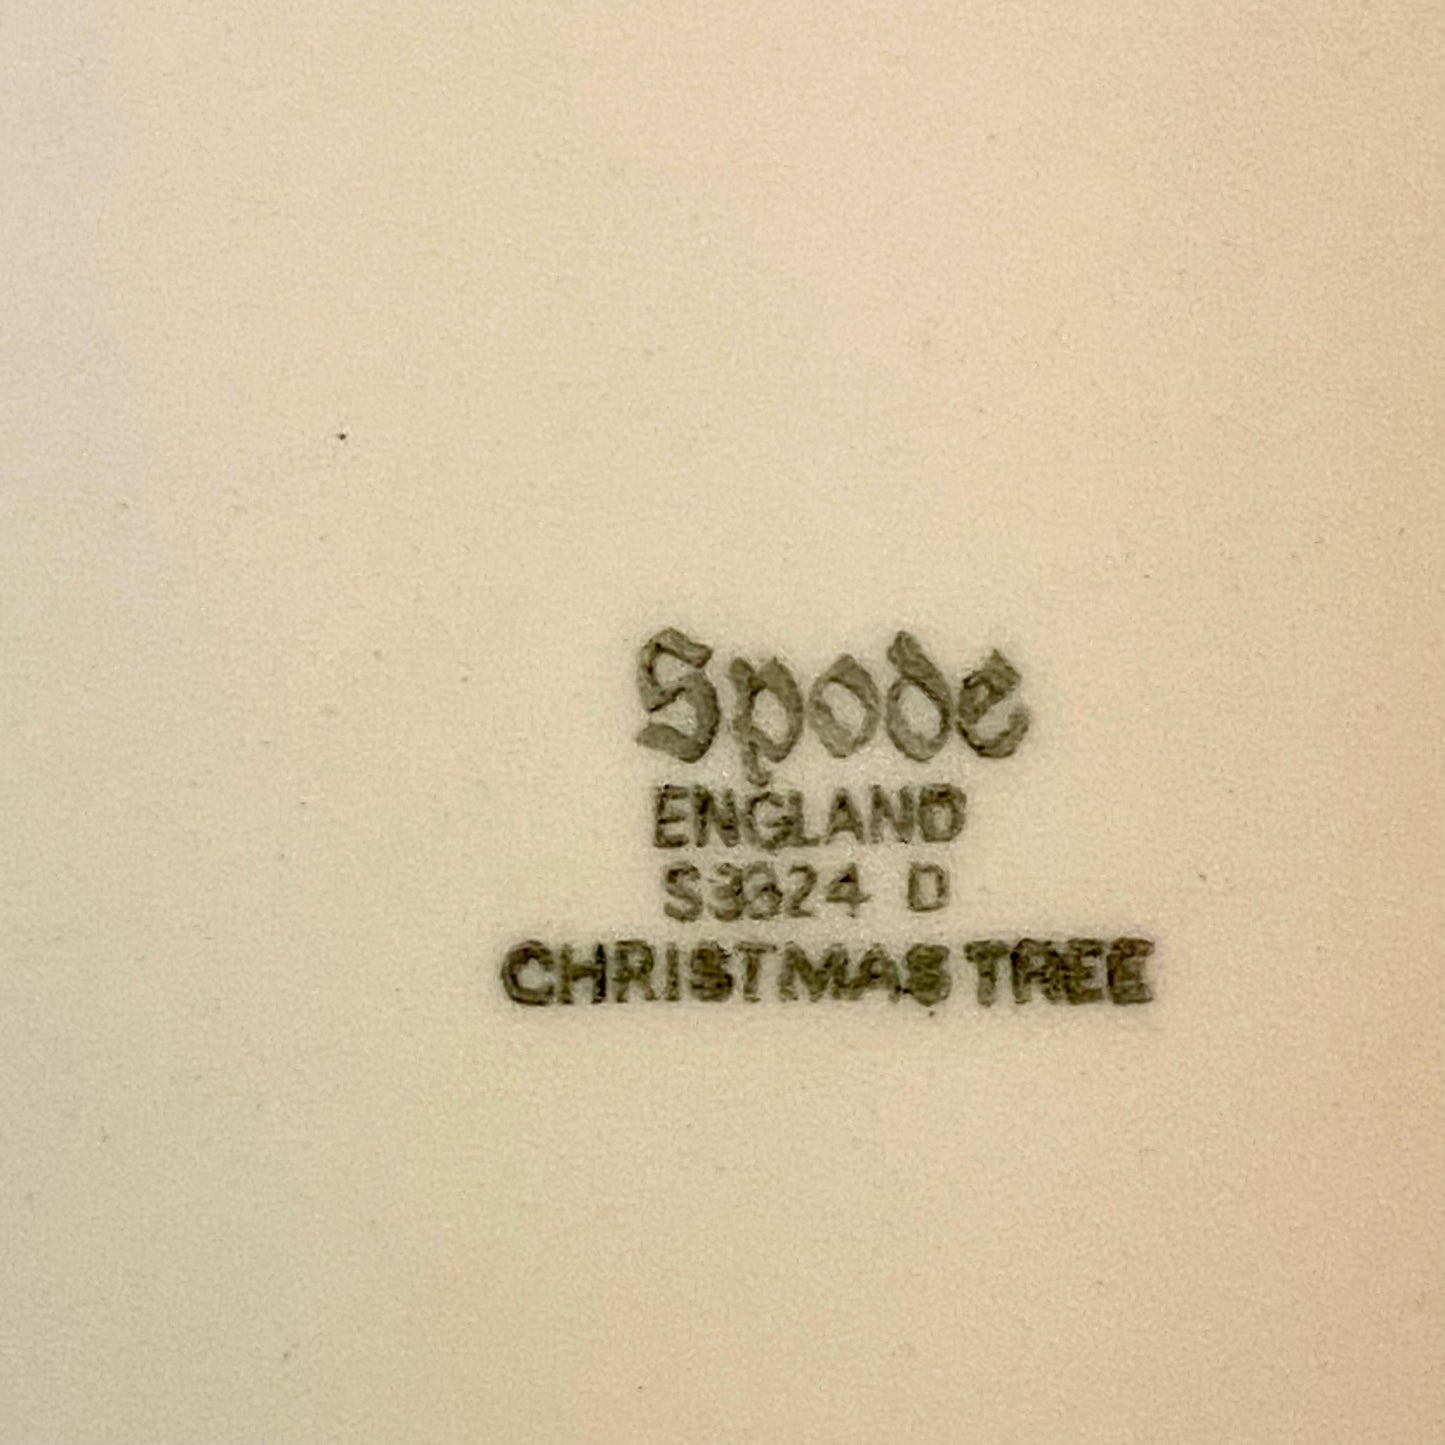 Spode
ENGLAND
S3324 D
CHRISTMAS TREE